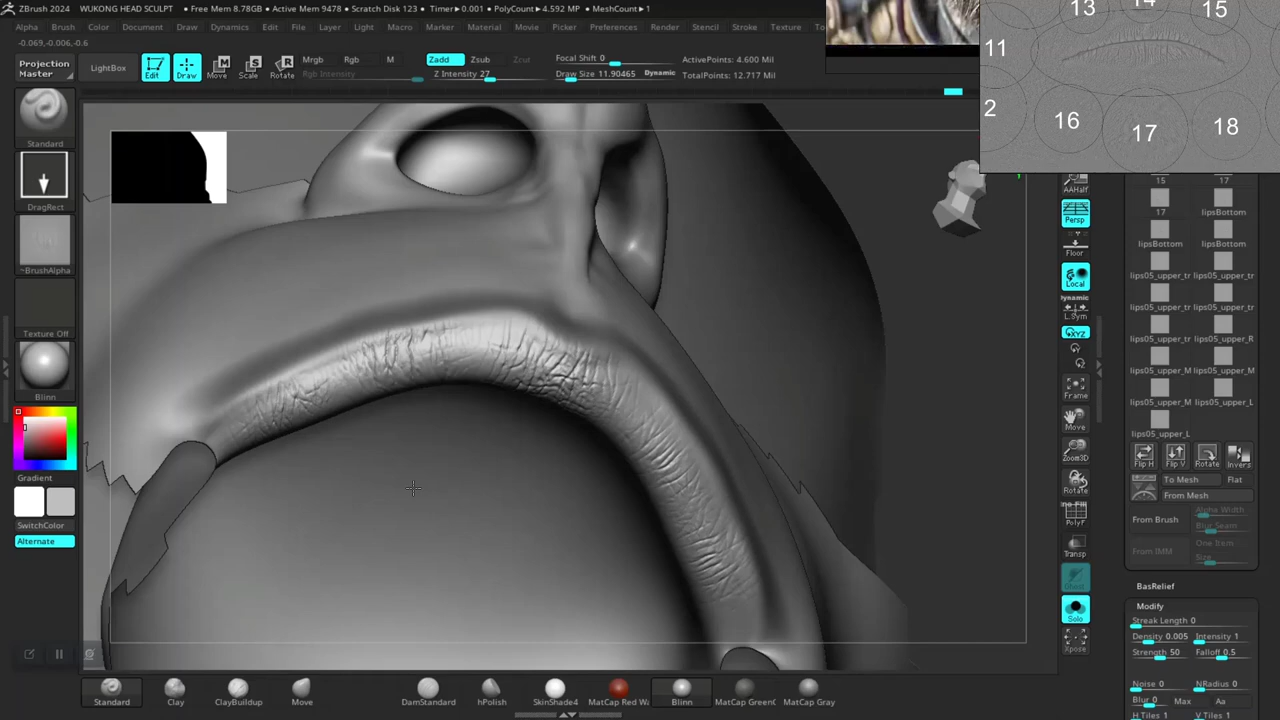 ZBrush 2024 WUKONG HEAD SCULPT • Free Mem 8.78GB • Active Mem 9478 • Scratch Disk 123 • Timer▶0.001 • PolyCount▶4.592 MP • MeshCount▶1
Alpha Brush Color Document Draw Dynamics Edit File Layer Light Macro Marker Material Movie Picker Preferences Render Stencil Stroke Texture To
-0.069,-0.006,-0.6
Projection Master
LightBox
Edit
Draw
Move
Scale
Rotate
Mrgb Rgb M
Rgb Intensity
Zadd Zsub Zcut
Z Intensity 27
Focal Shift 0
Draw Size 11.90465 Dynamic
ActivePoints: 4.600 Mil
TotalPoints: 12.717 Mil
13 14 15
11
2 16 17 18
Standard
DragRect
~BrushAlpha
Texture Off
Blinn
Gradient
SwitchColor
Alternate
AAHalf
Persp
Floor
Local
Dynamic
L.Sym
XYZ
Frame
Move
Zoom3D
Rotate
PolyF
Transp
Ghost
Solo
Xpose
15 17
17 lipsBottom
lipsBottom lipsBottom
lips05_upper_tr lips05_upper_tr
lips05_upper_tr lips05_upper_tr
lips05_upper_tr lips05_upper_R
lips05_upper_M lips05_upper_M
lips05_upper_M lips05_upper_L
lips05_upper_L
Flip H Flip V Rotate Invers
To Mesh Flat
From Mesh
From Brush
Alpha Width
Blur Seam
From IMM
One Item
Size
BasRelief
Modify
Streak Length 0
Density 0.005 Intensity 1
Strength 50 Falloff 0.5
Noise 0 NRadius 0
Blur 0 Max Aa
H Tiles 1 V Tiles 1
Standard Clay ClayBuildup Move DamStandard hPolish SkinShade4 MatCap Red Wa Blinn MatCap GreenC MatCap Gray